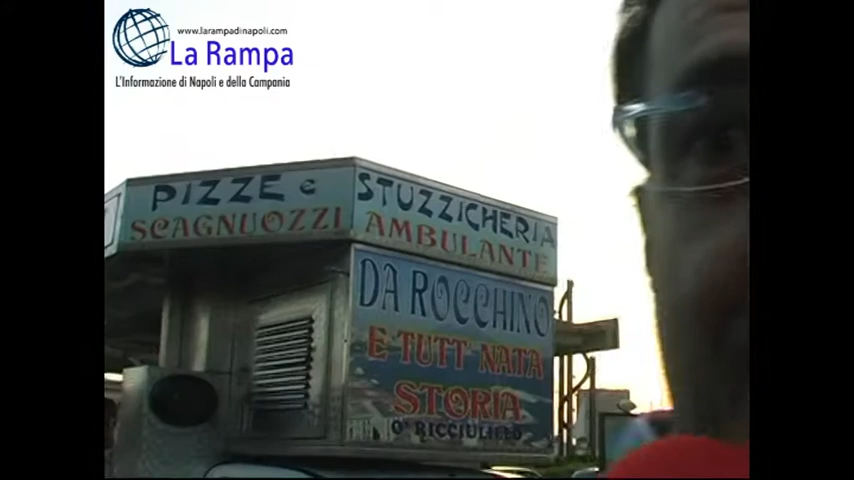 www.larampadinapoli.com
La Rampa
L'Informazione di Napoli e della Campania
PIZZE e
SCAGNUOZZI
STUZZICHERIA
AMBULANTE
DA ROCCHINO
E TUTT NATA
STORIA
O' RICCIULILLO